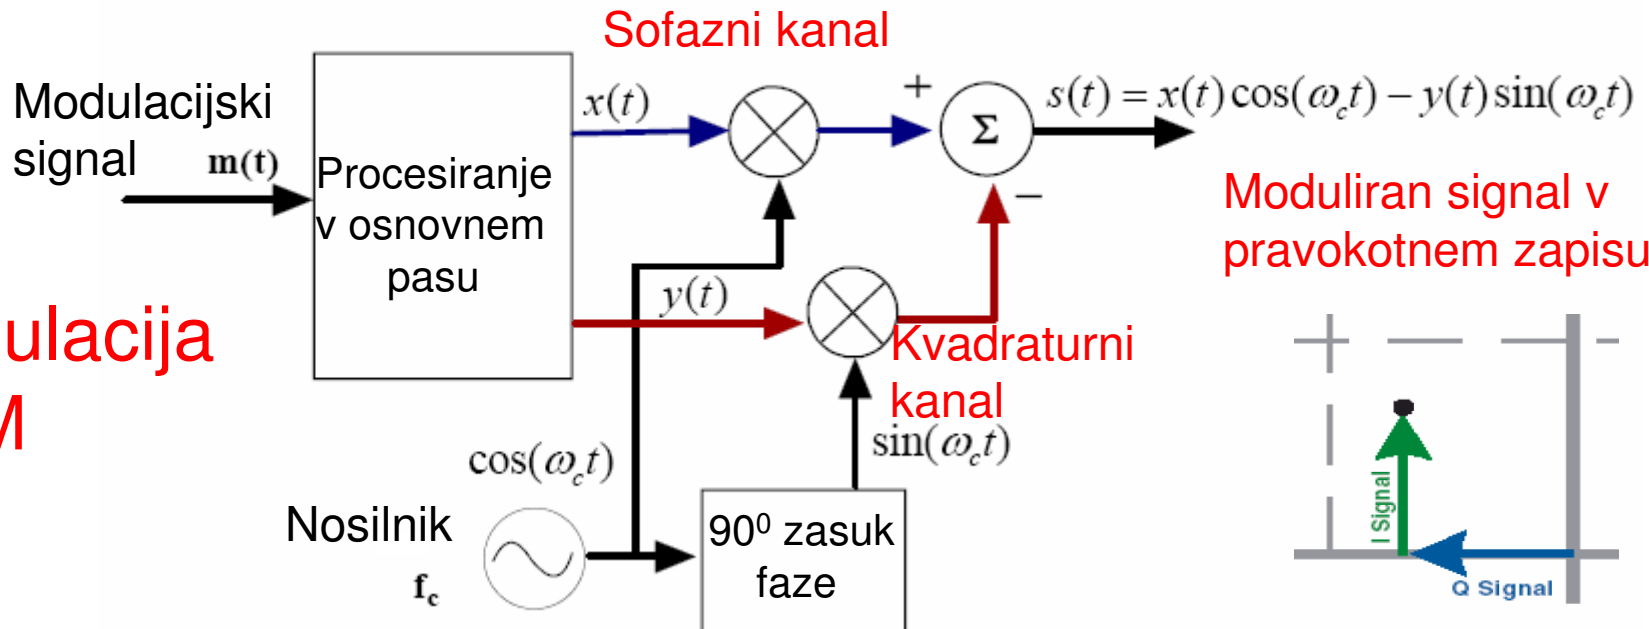 Sofazni kanal
Modulacijski
signal
m(t)
Procesiranje
v osnovnem
pasu
x(t)
+
Σ
s(t) = x(t)cos(ω_c t) − y(t)sin(ω_c t)
−
Moduliran signal v
pravokotnem zapisu
y(t)
Kvadraturni
kanal
ulacija
M
cos(ω_c t)
sin(ω_c t)
Nosilnik
f_c
90⁰ zasuk
faze
I Signal
Q Signal